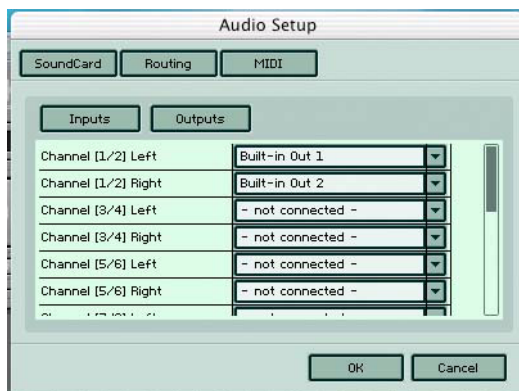 Audio Setup
SoundCard Routing MIDI
Inputs Outputs
Channel [1/2] Left Built-in Out 1
Channel [1/2] Right Built-in Out 2
Channel [3/4] Left - not connected -
Channel [3/4] Right - not connected -
Channel [5/6] Left - not connected -
Channel [5/6] Right - not connected -
OK Cancel